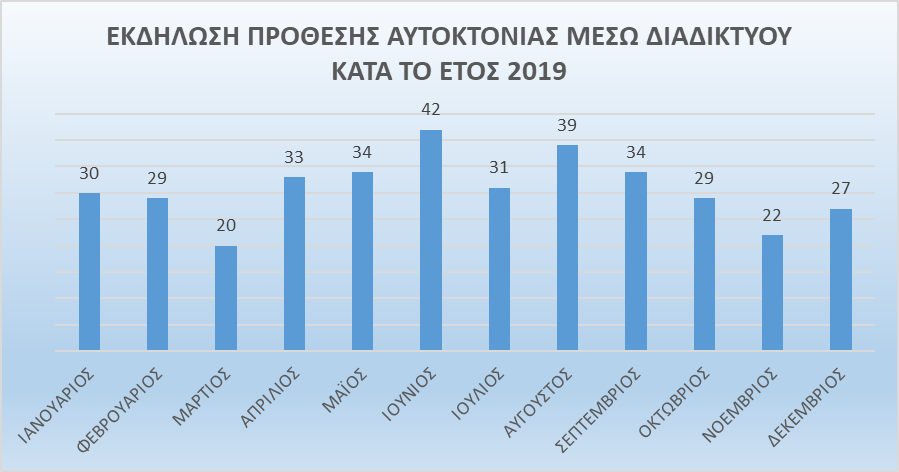 ΕΚΔΗΛΩΣΗ ΠΡΟΘΕΣΗΣ ΑΥΤΟΚΤΟΝΙΑΣ ΜΕΣΩ ΔΙΑΔΙΚΤΥΟΥ
ΚΑΤΑ ΤΟ ΕΤΟΣ 2019
30
29
20
33
34
42
31
39
34
29
22
27
ΙΑΝΟΥΑΡΙΟΣ
ΦΕΒΡΟΥΑΡΙΟΣ
ΜΑΡΤΙΟΣ
ΑΠΡΙΛΙΟΣ
ΜΑΪΟΣ
ΙΟΥΝΙΟΣ
ΙΟΥΛΙΟΣ
ΑΥΓΟΥΣΤΟΣ
ΣΕΠΤΕΜΒΡΙΟΣ
ΟΚΤΩΒΡΙΟΣ
ΝΟΕΜΒΡΙΟΣ
ΔΕΚΕΜΒΡΙΟΣ